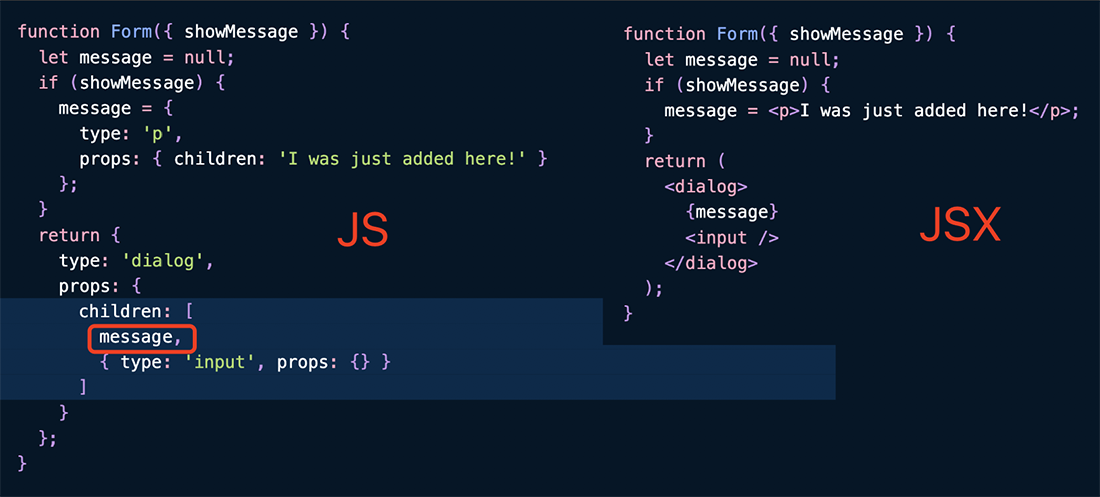 function Form({ showMessage }) {
  let message = null;
  if (showMessage) {
    message = {
      type: 'p',
      props: { children: 'I was just added here!' }
    };
  }
  return {
    type: 'dialog',
    props: {
      children: [
        message,
        { type: 'input', props: {} }
      ]
    }
  };
}
JS
function Form({ showMessage }) {
  let message = null;
  if (showMessage) {
    message = <p>I was just added here!</p>;
  }
  return (
    <dialog>
      {message}
      <input />
    </dialog>
  );
}
JSX